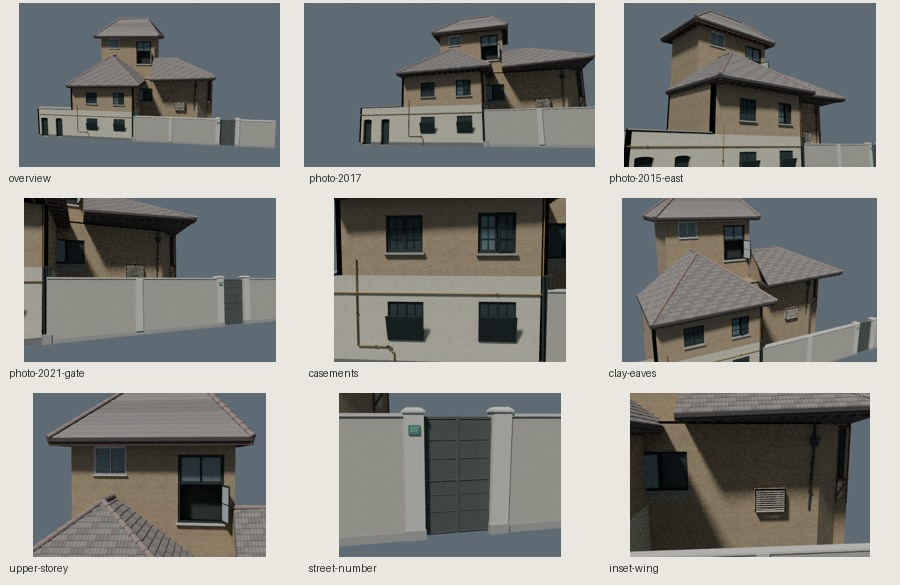 overview
photo-2017
photo-2015-east
photo-2021-gate
casements
clay-eaves
upper-storey
street-number
inset-wing